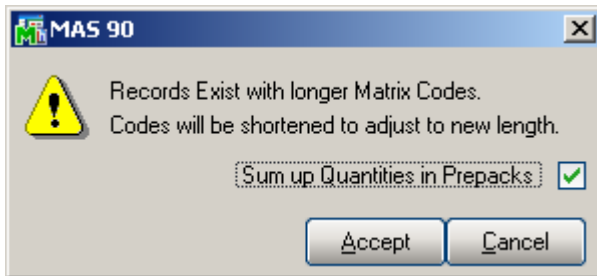 MAS 90
Records Exist with longer Matrix Codes.
Codes will be shortened to adjust to new length.
Sum up Quantities in Prepacks
Accept Cancel